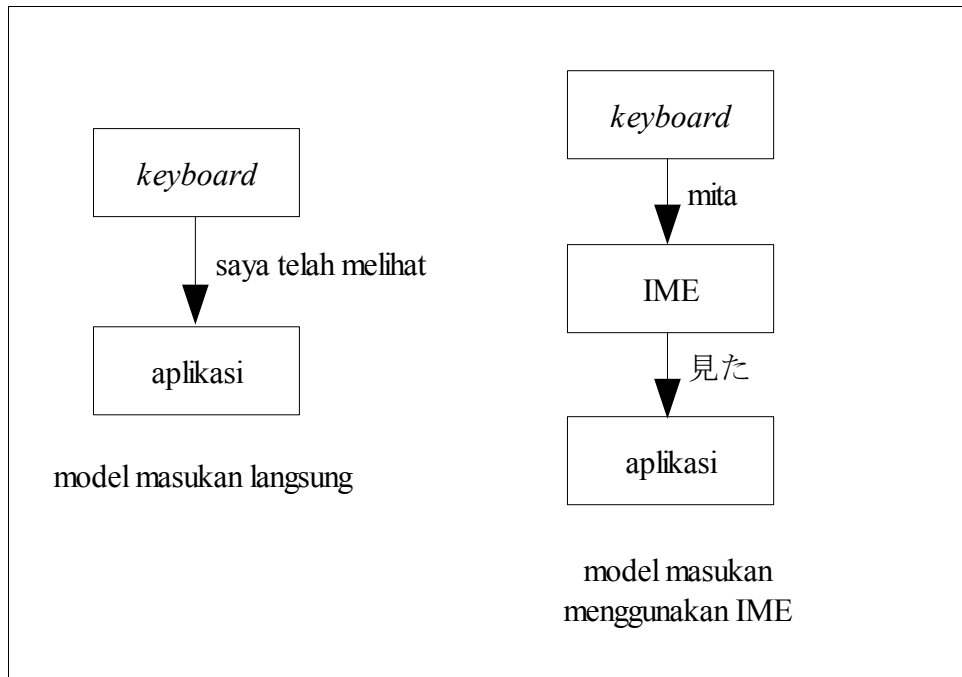 keyboard
saya telah melihat
aplikasi
model masukan langsung
keyboard
mita
IME
見た
aplikasi
model masukan
menggunakan IME